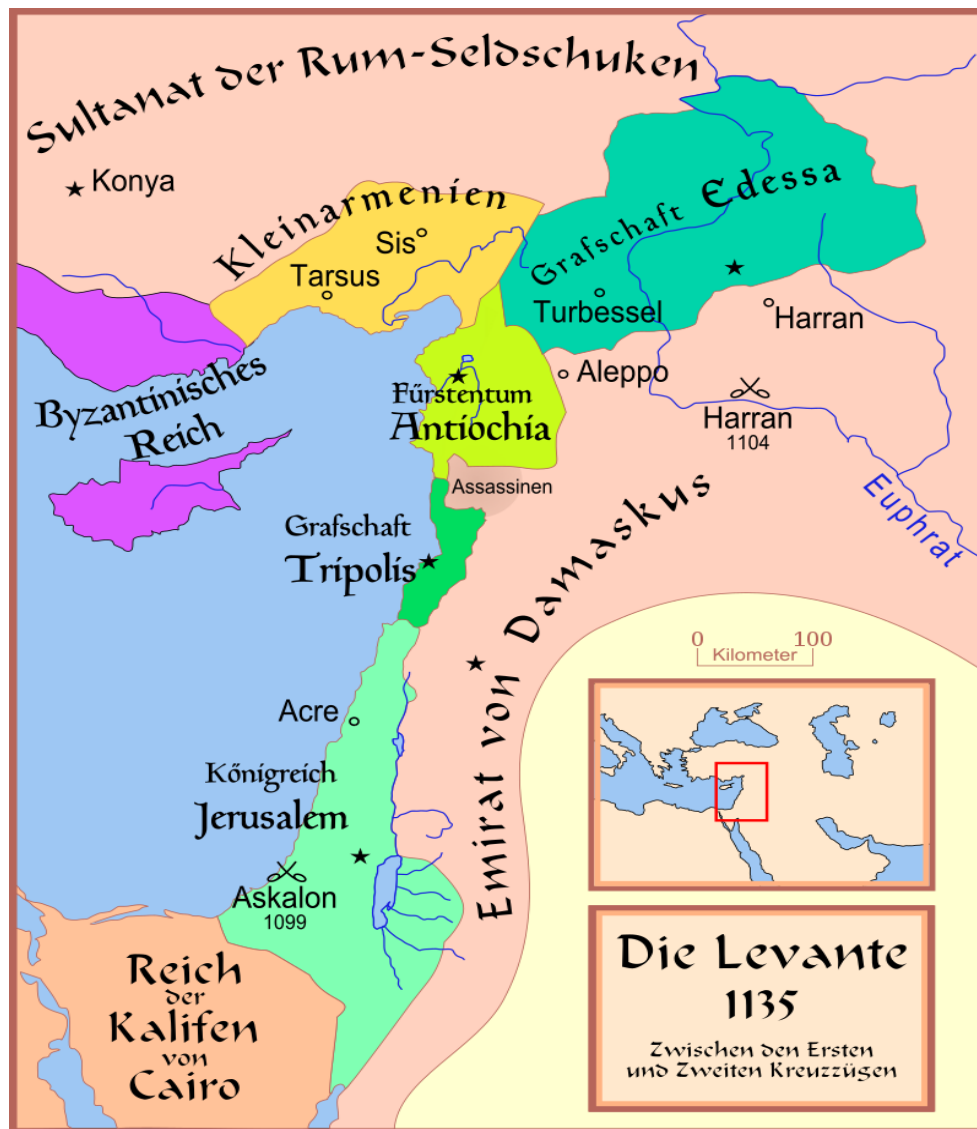 Sultanat der Rum-Seldschuken
Konya
Kleinarmenien
Sis
Tarsus
Grafschaft Edessa
Turbessel
Harran
Byzantinisches
Reich
Fürstentum
Antiochia
Aleppo
Harran
1104
Assassinen
Euphrat
Grafschaft
Tripolis
Emirat von Damaskus
0 100
Kilometer
Acre
Kőnigreich
Jerusalem
Askalon
1099
Reich
der
Kalifen
von
Cairo
Die Levante
1135
Zwischen den Ersten
und Zweiten Kreuzzügen